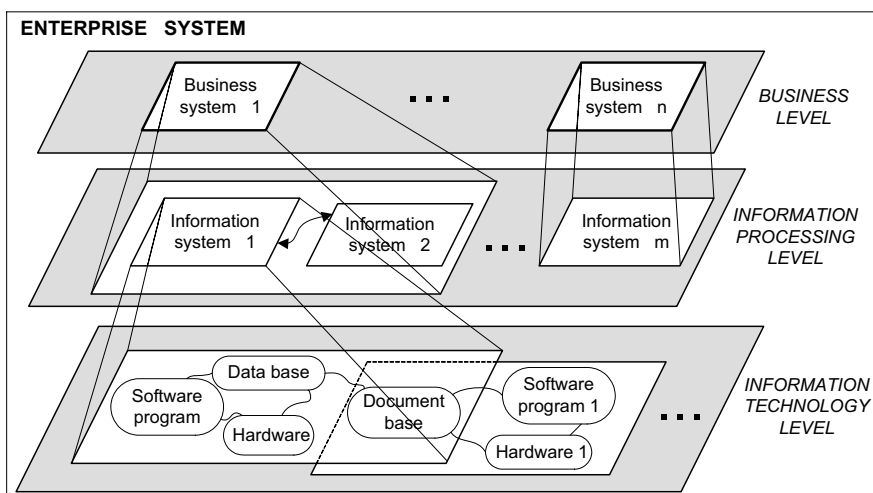 ENTERPRISE SYSTEM
Business
system 1
...
Business
system n
BUSINESS
LEVEL
Information
system 1
Information
system 2
...
Information
system m
INFORMATION
PROCESSING
LEVEL
Data base
Software
program
Hardware
Document
base
Software
program 1
Hardware 1
...
INFORMATION
TECHNOLOGY
LEVEL